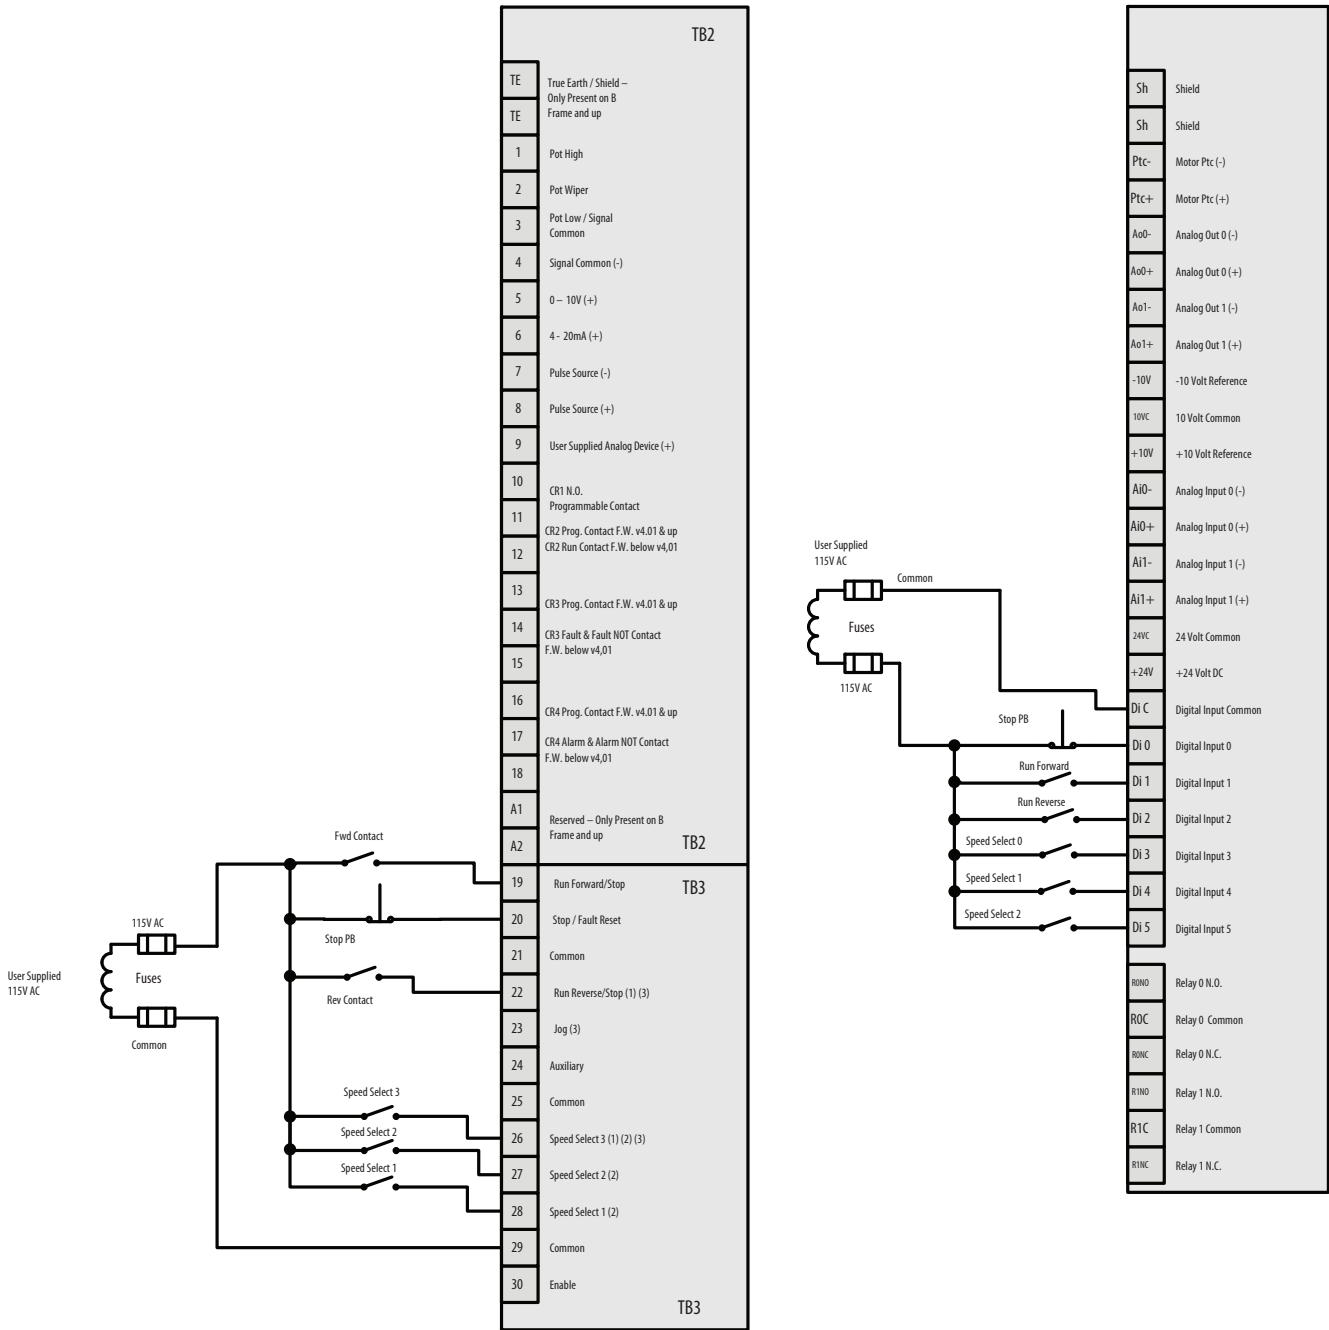 TB2
TE
True Earth / Shield –
Only Present on B
Frame and up
TE
1
Pot High
2
Pot Wiper
3
Pot Low / Signal
Common
4
Signal Common (-)
5
0 – 10V (+)
6
4 - 20mA (+)
7
Pulse Source (-)
8
Pulse Source (+)
9
User Supplied Analog Device (+)
10
CR1 N.O.
Programmable Contact
11
CR2 Prog. Contact F.W. v4.01 & up
CR2 Run Contact F.W. below v4,01
12
13
CR3 Prog. Contact F.W. v4.01 & up
14
CR3 Fault & Fault NOT Contact
F.W. below v4,01
15
16
CR4 Prog. Contact F.W. v4.01 & up
17
CR4 Alarm & Alarm NOT Contact
F.W. below v4,01
18
A1
Reserved – Only Present on B
Frame and up
A2
TB2
19
Run Forward/Stop
TB3
20
Stop / Fault Reset
21
Common
22
Run Reverse/Stop (1) (3)
23
Jog (3)
24
Auxiliary
25
Common
26
Speed Select 3 (1) (2) (3)
27
Speed Select 2 (2)
28
Speed Select 1 (2)
29
Common
30
Enable
TB3
Fwd Contact
115V AC
Stop PB
User Supplied
115V AC
Fuses
Rev Contact
Common
Speed Select 3
Speed Select 2
Speed Select 1
User Supplied
115V AC
Common
Fuses
115V AC
Stop PB
Run Forward
Run Reverse
Speed Select 0
Speed Select 1
Speed Select 2
Sh
Shield
Sh
Shield
Ptc-
Motor Ptc (-)
Ptc+
Motor Ptc (+)
Ao0-
Analog Out 0 (-)
Ao0+
Analog Out 0 (+)
Ao1-
Analog Out 1 (-)
Ao1+
Analog Out 1 (+)
-10V
-10 Volt Reference
10VC
10 Volt Common
+10V
+10 Volt Reference
Ai0-
Analog Input 0 (-)
Ai0+
Analog Input 0 (+)
Ai1-
Analog Input 1 (-)
Ai1+
Analog Input 1 (+)
24VC
24 Volt Common
+24V
+24 Volt DC
Di C
Digital Input Common
Di 0
Digital Input 0
Di 1
Digital Input 1
Di 2
Digital Input 2
Di 3
Digital Input 3
Di 4
Digital Input 4
Di 5
Digital Input 5
R0NO
Relay 0 N.O.
R0C
Relay 0 Common
R0NC
Relay 0 N.C.
R1NO
Relay 1 N.O.
R1C
Relay 1 Common
R1NC
Relay 1 N.C.